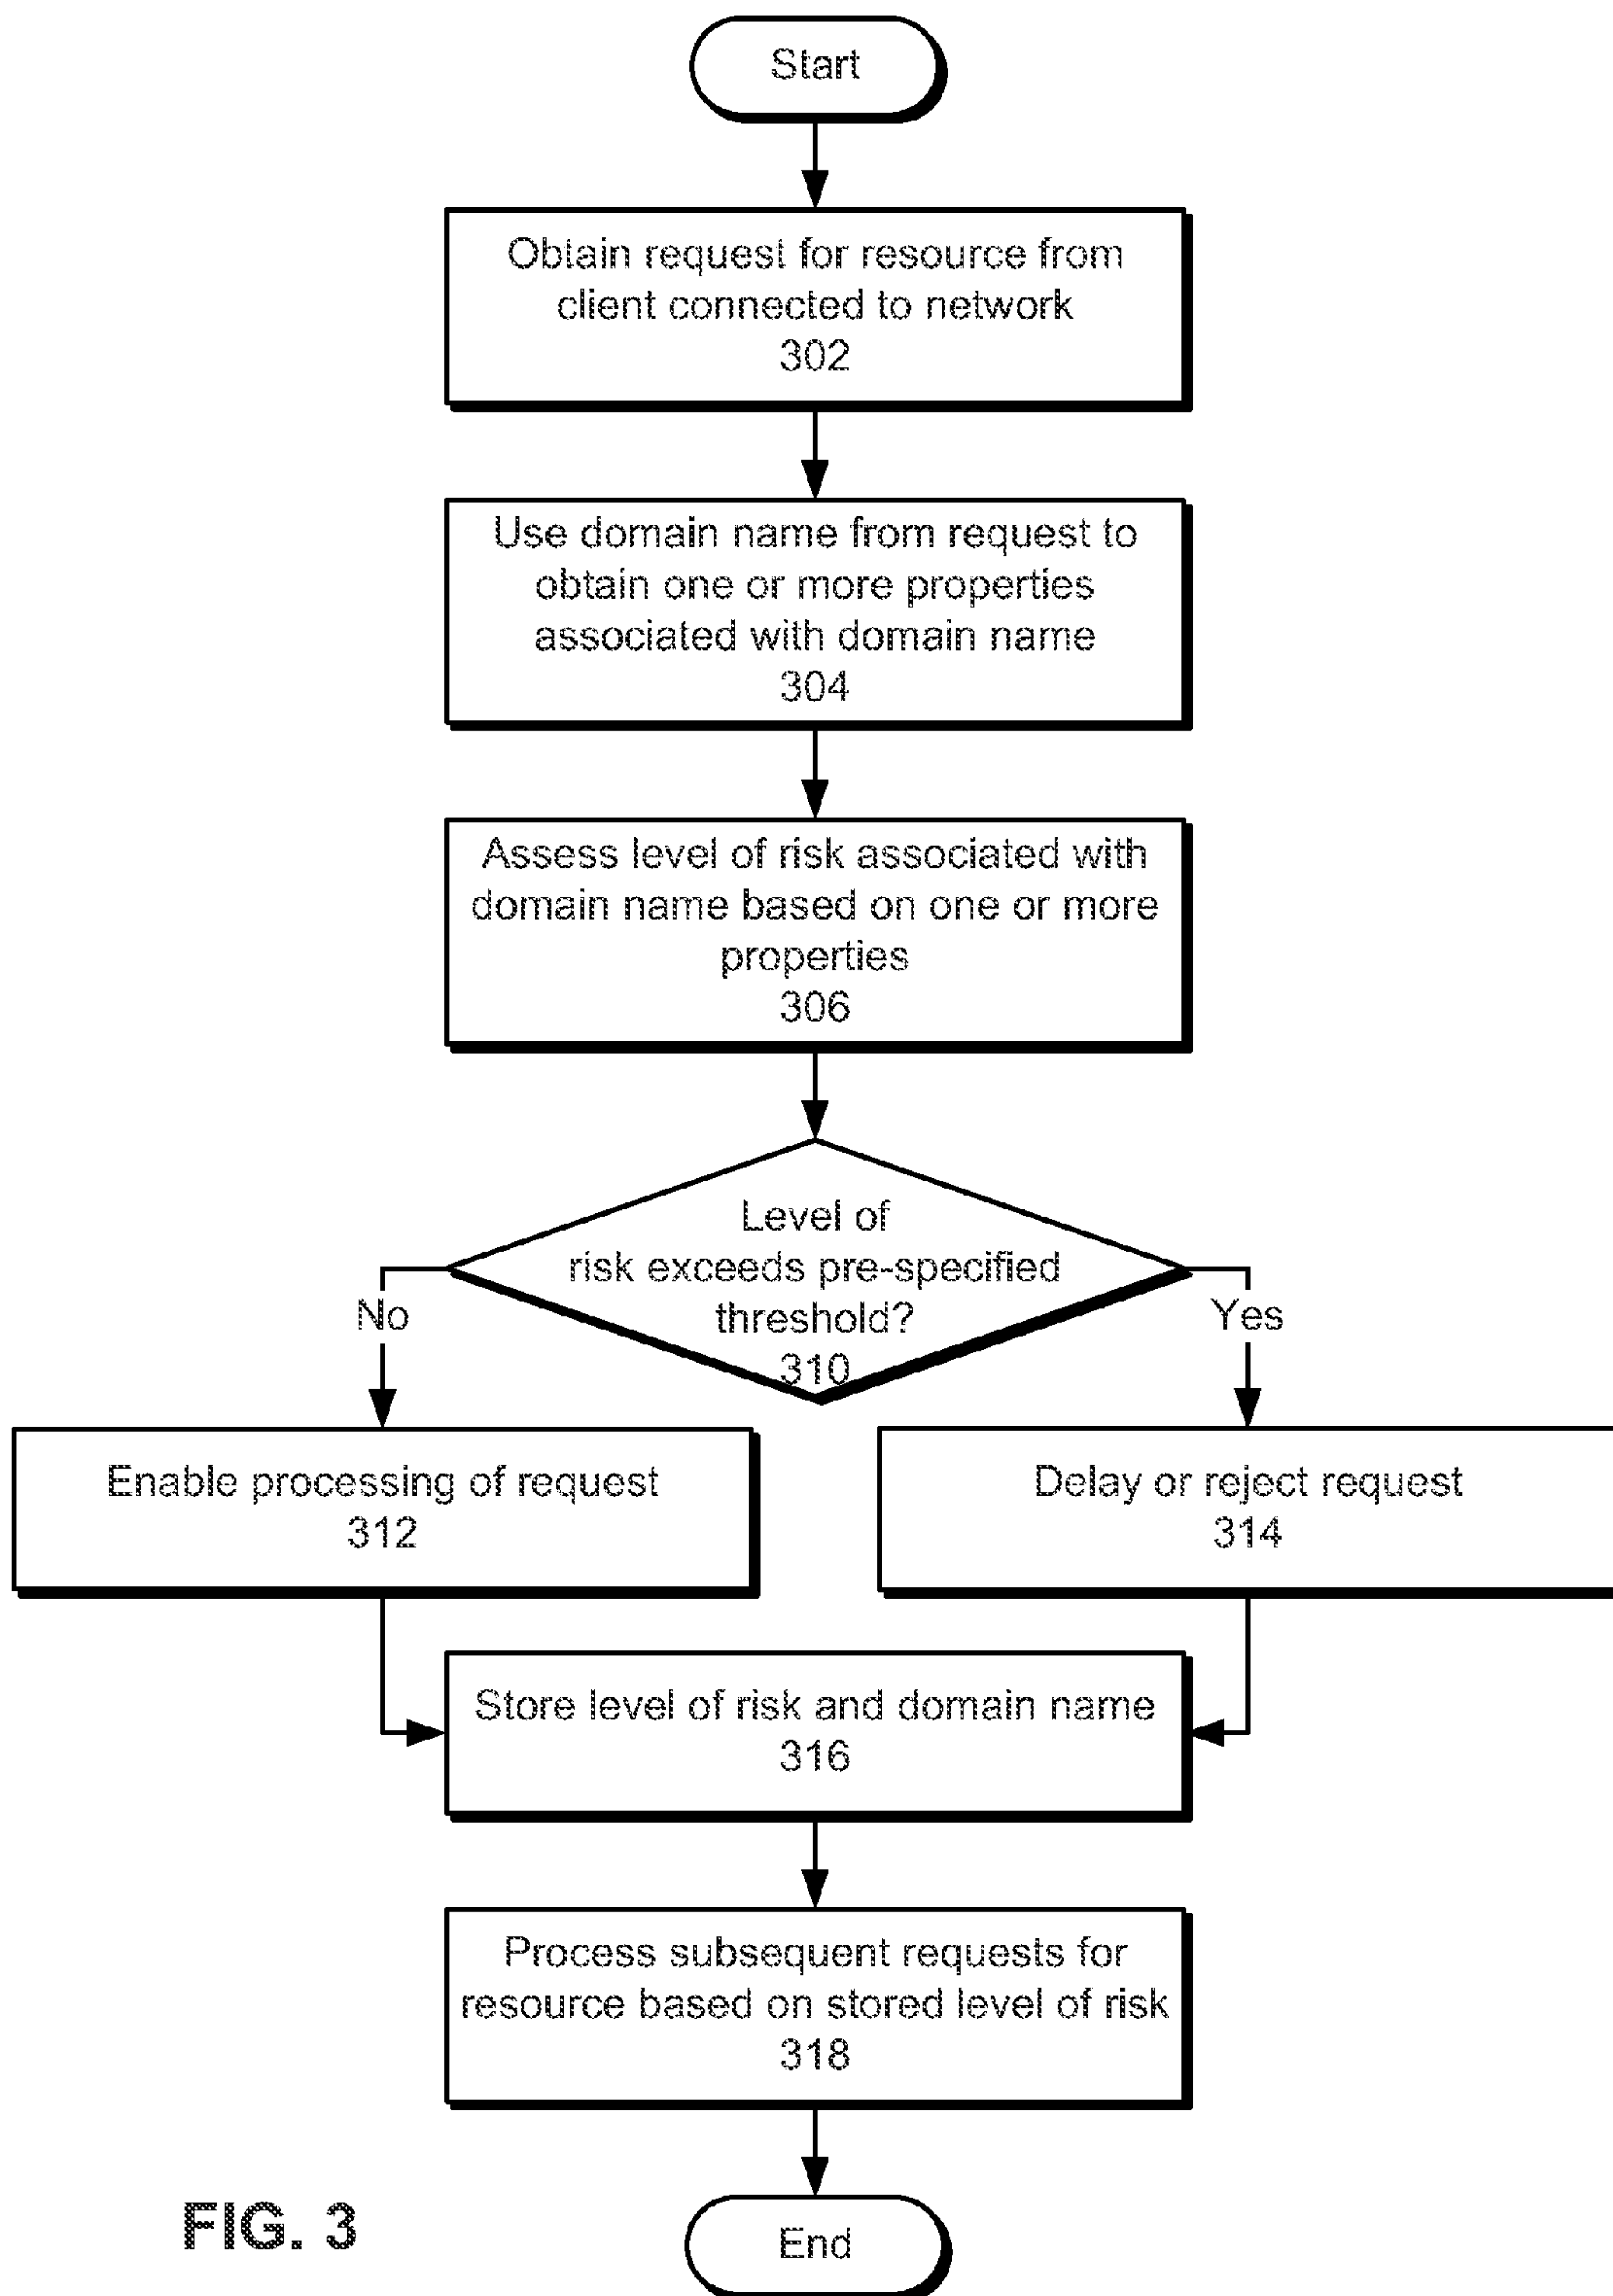 Start
Obtain request for resource from
client connected to network
302
Use domain name from request to
obtain one or more properties
associated with domain name
304
Assess level of risk associated with
domain name based on one or more
properties
306
Level of
risk exceeds pre-specified
threshold?
310
No
Yes
Enable processing of request
312
Delay or reject request
314
Store level of risk and domain name
316
Process subsequent requests for
resource based on stored level of risk
318
End
FIG. 3